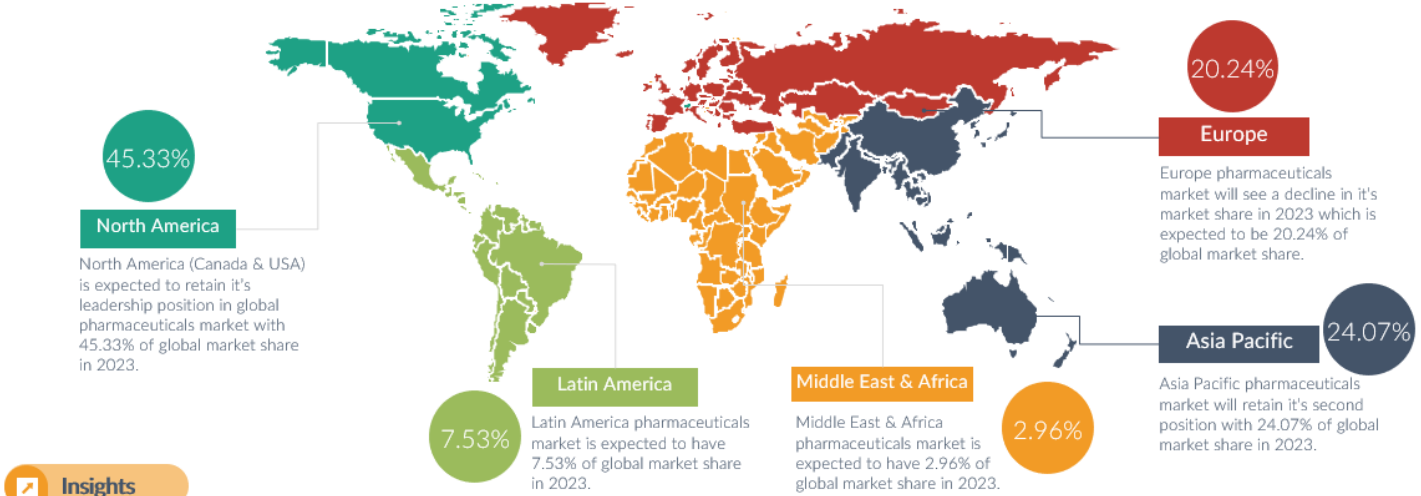 45.33%
North America
North America (Canada & USA)
is expected to retain it's
leadership position in global
pharmaceuticals market with
45.33% of global market share
in 2023.
7.53%
Latin America
Latin America pharmaceuticals
market is expected to have
7.53% of global market share
in 2023.
Middle East & Africa
2.96%
Middle East & Africa
pharmaceuticals market is
expected to have 2.96% of
global market share in 2023.
20.24%
Europe
Europe pharmaceuticals
market will see a decline in it's
market share in 2023 which is
expected to be 20.24% of
global market share.
Asia Pacific
24.07%
Asia Pacific pharmaceuticals
market will retain it's second
position with 24.07% of global
market share in 2023.
Insights